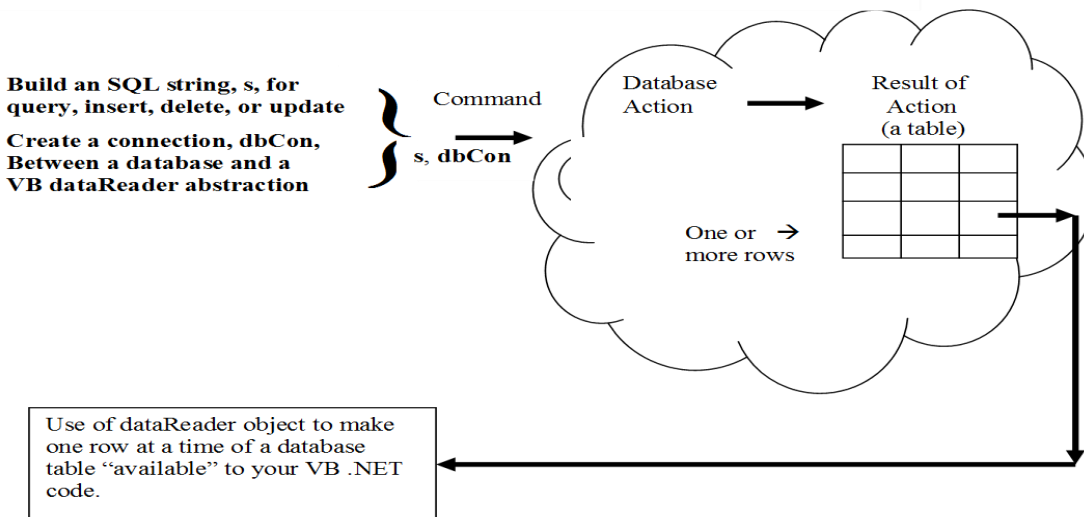 Build an SQL string, s, for
query, insert, delete, or update
Create a connection, dbCon,
Between a database and a
VB dataReader abstraction
Command
s, dbCon
Database
Action
Result of
Action
(a table)
One or →
more rows
Use of dataReader object to make
one row at a time of a database
table “available” to your VB .NET
code.